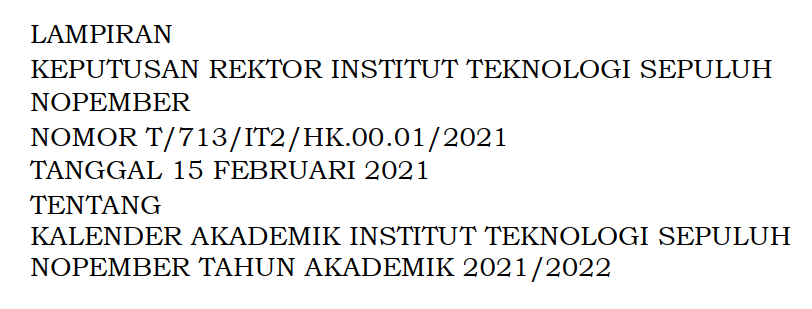 LAMPIRAN
KEPUTUSAN REKTOR INSTITUT TEKNOLOGI SEPULUH
NOPEMBER
NOMOR T/713/IT2/HK.00.01/2021
TANGGAL 15 FEBRUARI 2021
TENTANG
KALENDER AKADEMIK INSTITUT TEKNOLOGI SEPULUH
NOPEMBER TAHUN AKADEMIK 2021/2022